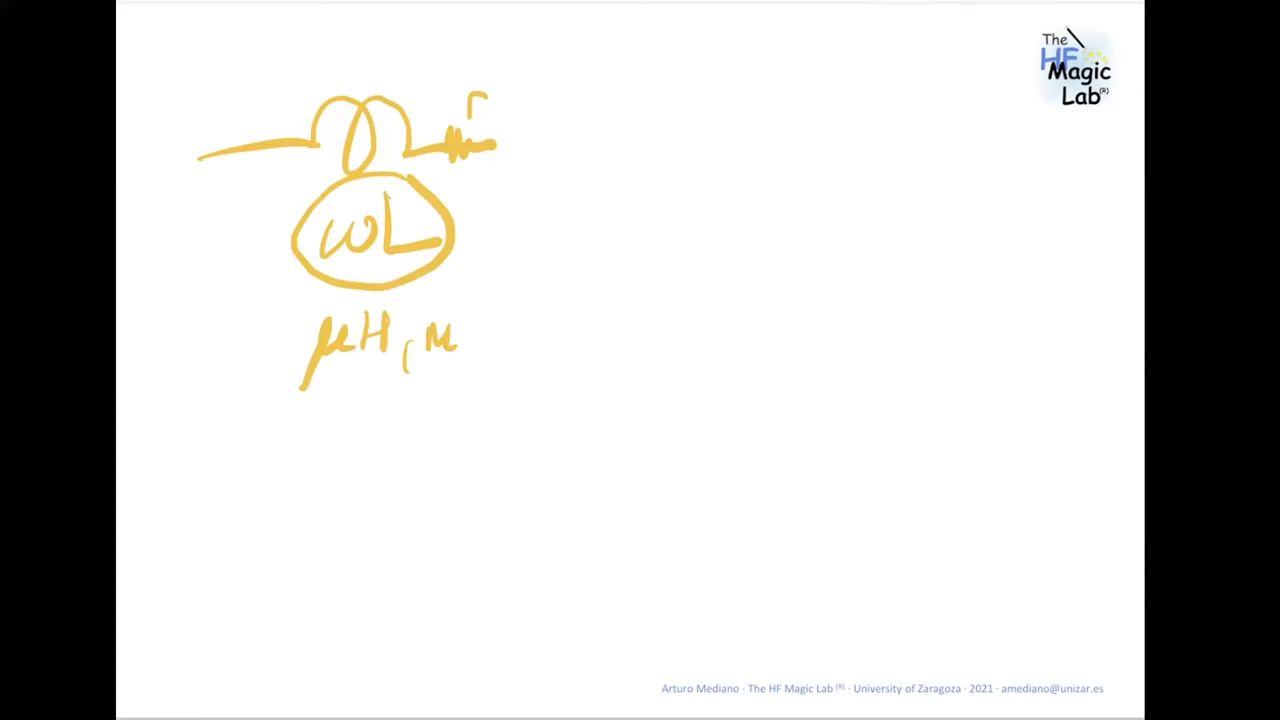 The
HF
Magic
Lab(R)
r
ωL
μH, m
Arturo Mediano · The HF Magic Lab (R) · University of Zaragoza · 2021 · amediano@unizar.es